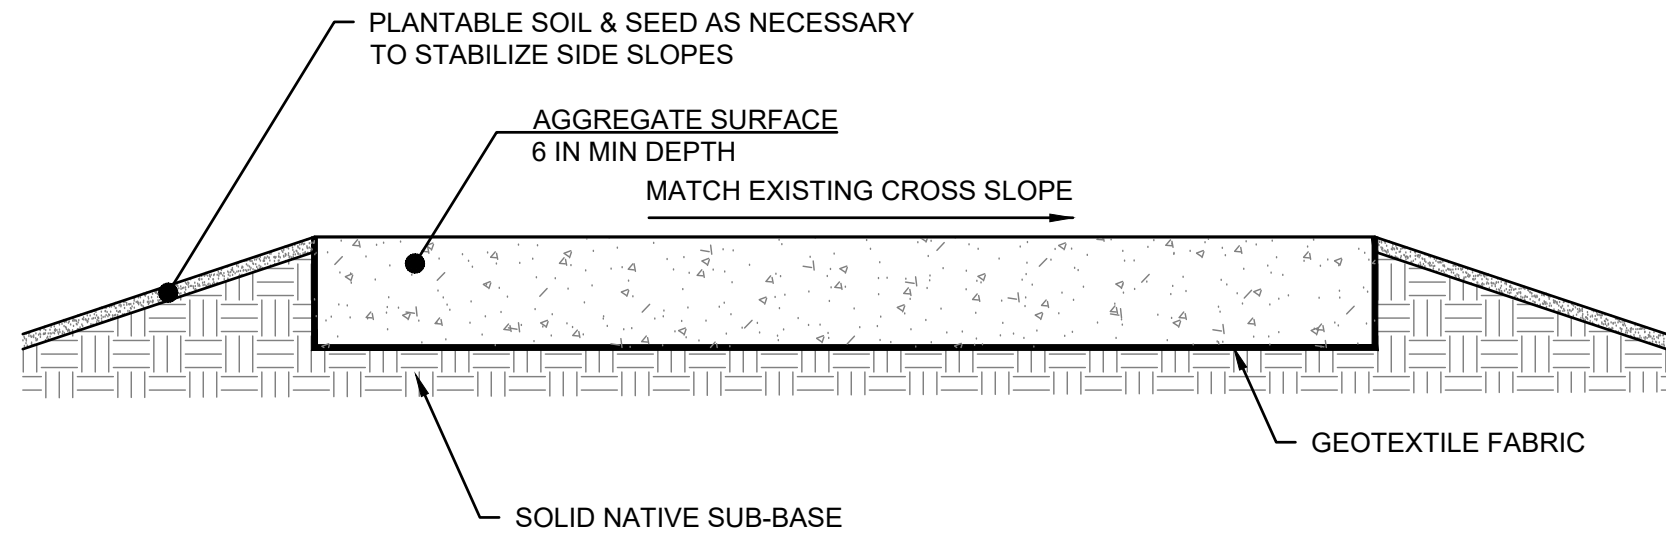 PLANTABLE SOIL & SEED AS NECESSARY
TO STABILIZE SIDE SLOPES
AGGREGATE SURFACE
6 IN MIN DEPTH
MATCH EXISTING CROSS SLOPE
GEOTEXTILE FABRIC
SOLID NATIVE SUB-BASE